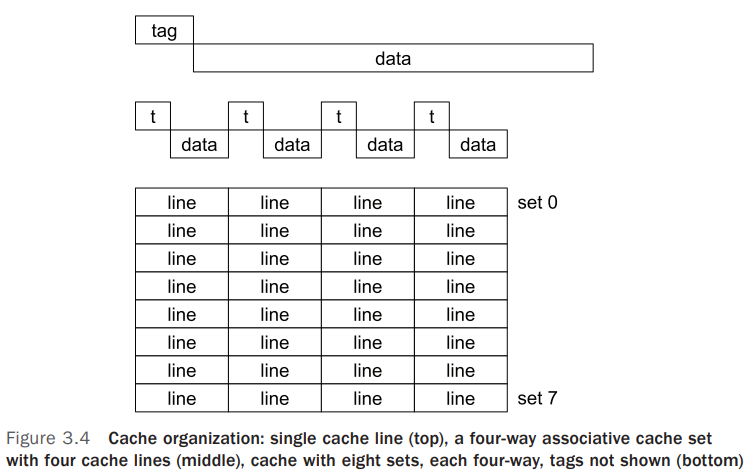 tag
data
t t t t
data data data data
line line line line set 0
line line line line
line line line line
line line line line
line line line line
line line line line
line line line line
line line line line set 7
Figure 3.4 Cache organization: single cache line (top), a four-way associative cache set
with four cache lines (middle), cache with eight sets, each four-way, tags not shown (bottom)